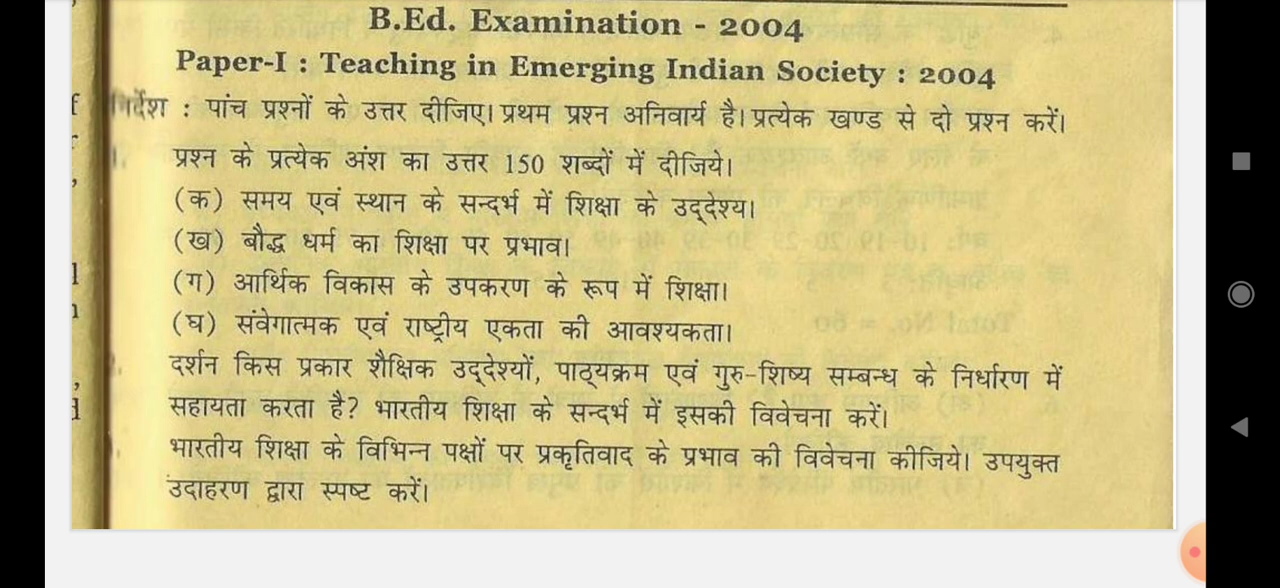 B.Ed. Examination - 2004
Paper-I : Teaching in Emerging Indian Society : 2004
निर्देश : पांच प्रश्नों के उत्तर दीजिए। प्रथम प्रश्न अनिवार्य है। प्रत्येक खण्ड से दो प्रश्न करें।
1. प्रश्न के प्रत्येक अंश का उत्तर 150 शब्दों में दीजिये।
(क) समय एवं स्थान के सन्दर्भ में शिक्षा के उद्देश्य।
(ख) बौद्ध धर्म का शिक्षा पर प्रभाव।
(ग) आर्थिक विकास के उपकरण के रूप में शिक्षा।
(घ) संवेगात्मक एवं राष्ट्रीय एकता की आवश्यकता।
दर्शन किस प्रकार शैक्षिक उद्देश्यों, पाठ्यक्रम एवं गुरु-शिष्य सम्बन्ध के निर्धारण में
सहायता करता है? भारतीय शिक्षा के सन्दर्भ में इसकी विवेचना करें।
भारतीय शिक्षा के विभिन्न पक्षों पर प्रकृतिवाद के प्रभाव की विवेचना कीजिये। उपयुक्त
उदाहरण द्वारा स्पष्ट करें।